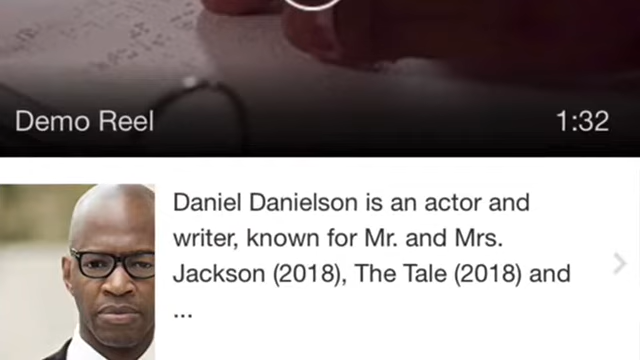 Demo Reel 1:32
Daniel Danielson is an actor and
writer, known for Mr. and Mrs.
Jackson (2018), The Tale (2018) and
...